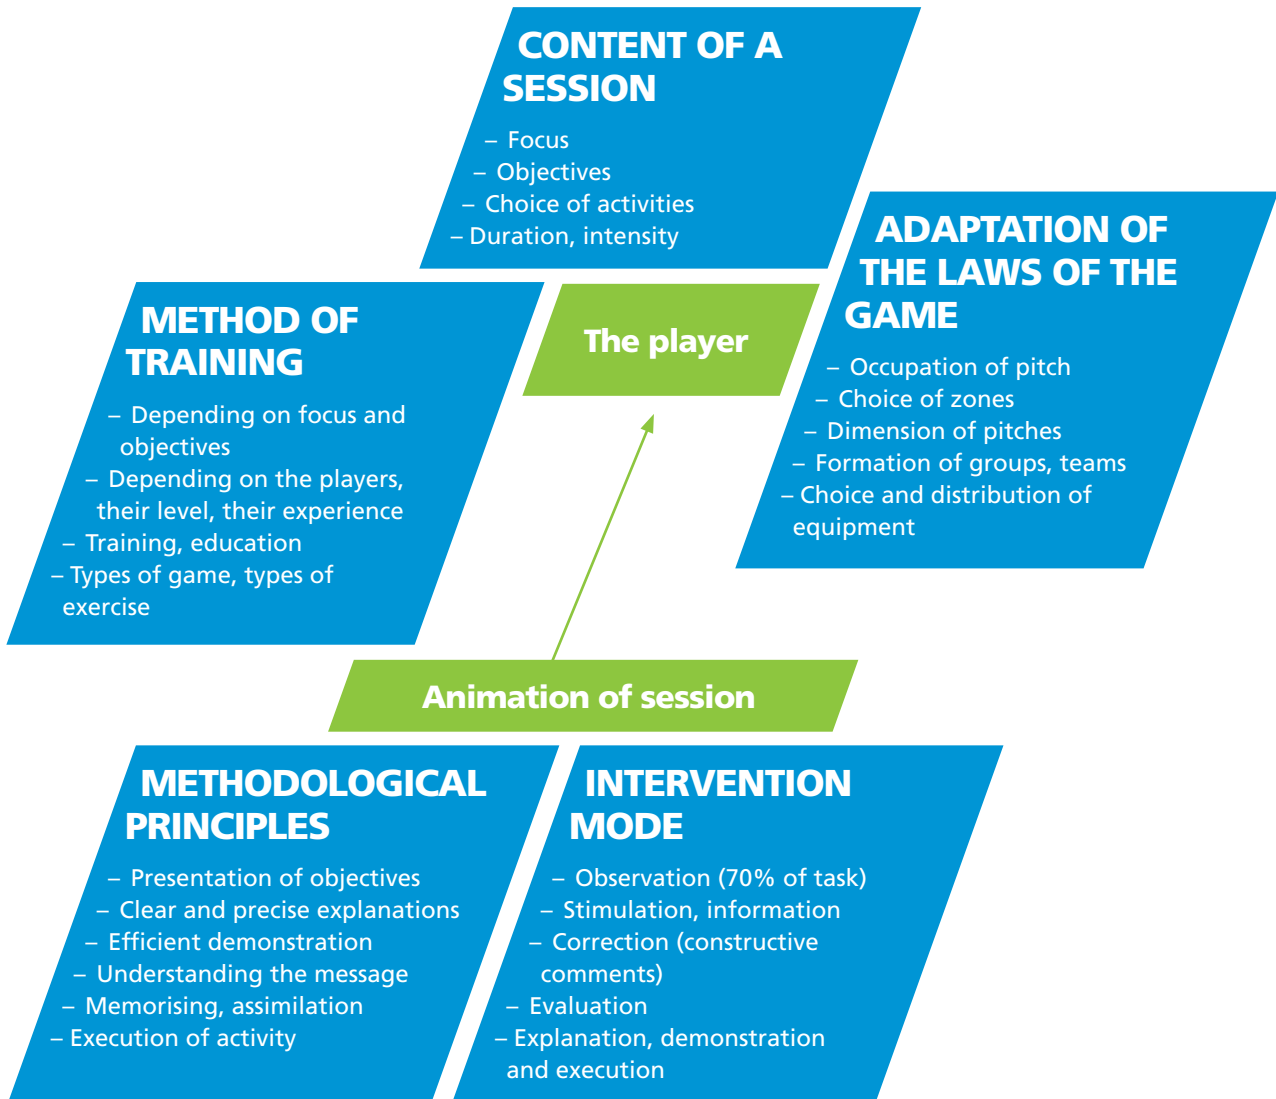 CONTENT OF A
SESSION
– Focus
– Objectives
– Choice of activities
– Duration, intensity
ADAPTATION OF
THE LAWS OF THE
GAME
– Occupation of pitch
– Choice of zones
– Dimension of pitches
– Formation of groups, teams
– Choice and distribution of
equipment
METHOD OF
TRAINING
– Depending on focus and
objectives
– Depending on the players,
their level, their experience
– Training, education
– Types of game, types of
exercise
The player
Animation of session
METHODOLOGICAL
PRINCIPLES
– Presentation of objectives
– Clear and precise explanations
– Efficient demonstration
– Understanding the message
– Memorising, assimilation
– Execution of activity
INTERVENTION
MODE
– Observation (70% of task)
– Stimulation, information
– Correction (constructive
comments)
– Evaluation
– Explanation, demonstration
and execution